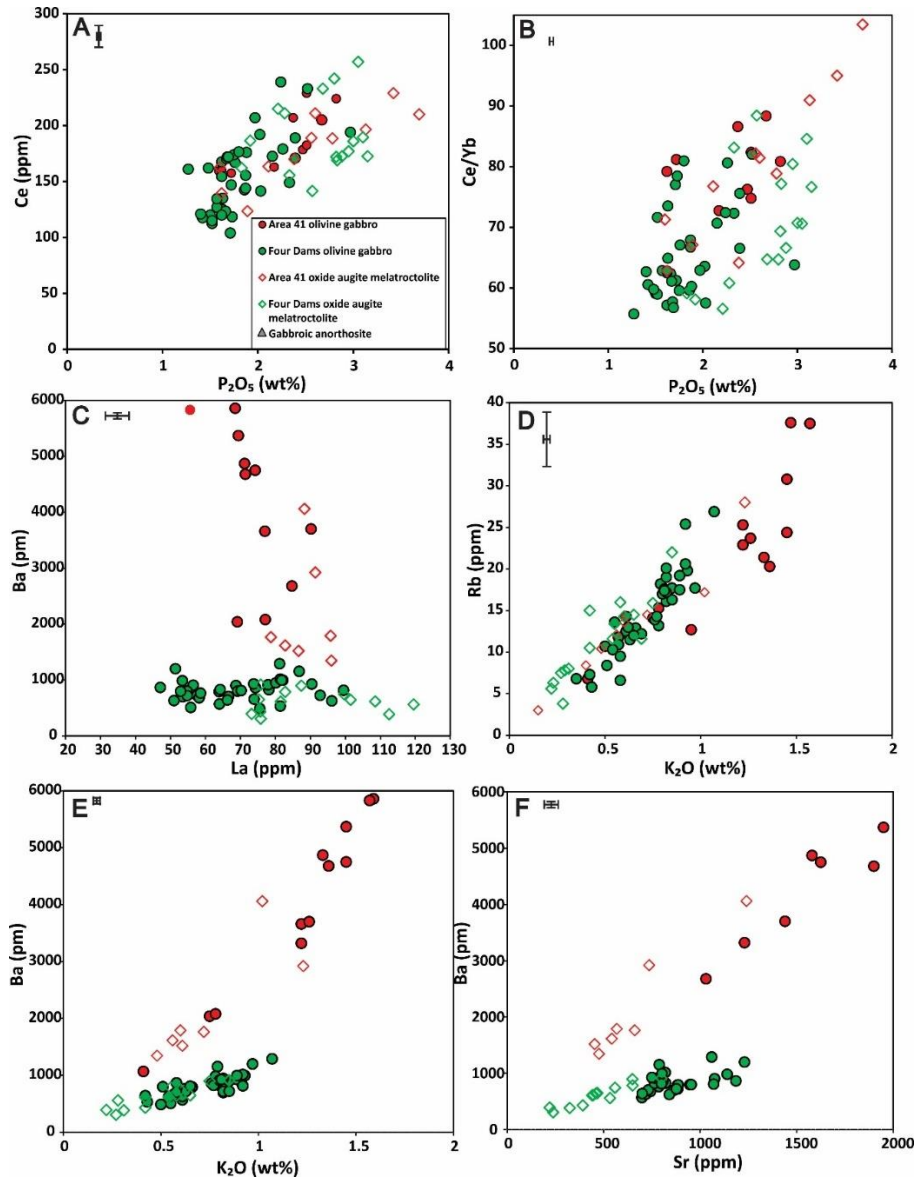 A
300
250
200
150
100
50
0
Ce (ppm)
0 1 2 3 4
P₂O₅ (wt%)
Area 41 olivine gabbro
Four Dams olivine gabbro
Area 41 oxide augite melatroctolite
Four Dams oxide augite
melatroctolite
Gabbroic anorthosite
B
100
90
80
70
60
50
Ce/Yb
0 1 2 3 4
P₂O₅ (wt%)
C
6000
5000
4000
3000
2000
1000
0
Ba (pm)
20 30 40 50 60 70 80 90 100 110 120 130
La (ppm)
D
40
35
30
25
20
15
10
5
0
Rb (ppm)
0 0.5 1 1.5 2
K₂O (wt%)
E
6000
5000
4000
3000
2000
1000
0
Ba (pm)
0 0.5 1 1.5 2
K₂O (wt%)
F
6000
5000
4000
3000
2000
1000
0
Ba (pm)
0 500 1000 1500 2000
Sr (ppm)